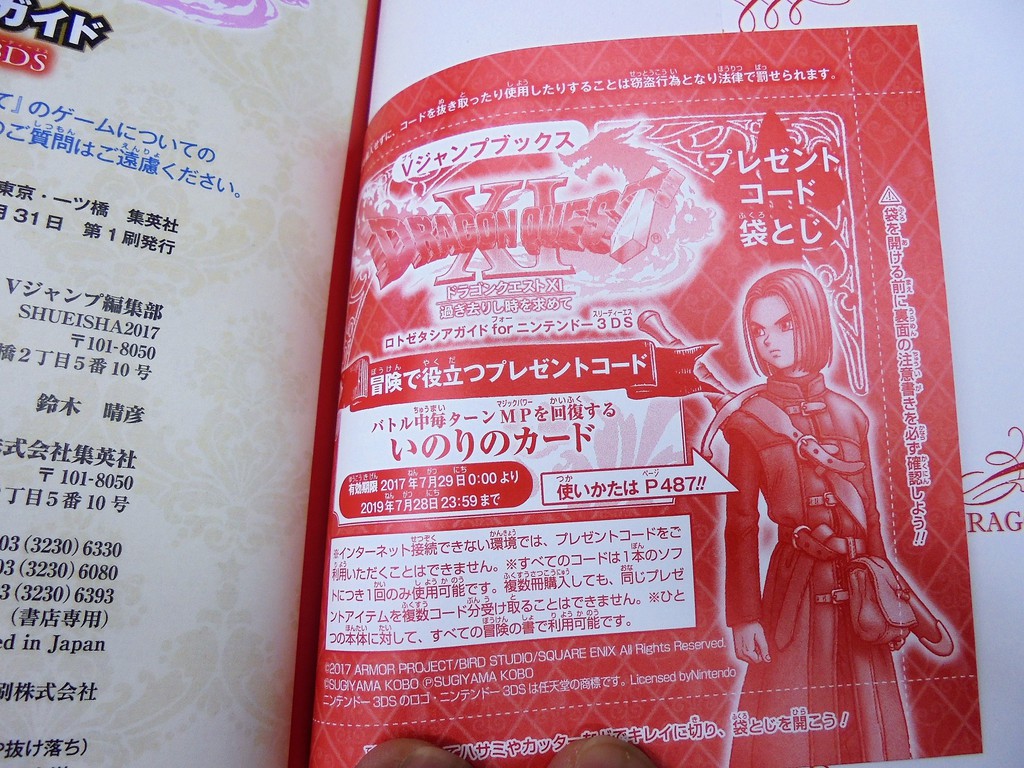 ガイド
3DS
て』のゲームについての
のご質問はご遠慮ください。
東京・一ツ橋 集英社
月31日 第1刷発行
Vジャンプ編集部
SHUEISHA2017
〒101-8050
橋2丁目5番10号
鈴木 晴彦
式会社集英社
〒101-8050
2丁目5番10号
03(3230)6330
03(3230)6080
03(3230)6393
(書店専用)
ed in Japan
刷株式会社
や抜け落ち)
コードを抜き取ったり使用したりすることは窃盗行為となり法律で罰せられます。
Vジャンプブックス
DRAGON QUEST XI
ドラゴンクエストXI
過ぎ去りし時を求めて
ロトゼタシアガイド for ニンテンドー3DS
プレゼント
コード
袋とじ
冒険で役立つプレゼントコード
バトル中毎ターンMPを回復する
いのりのカード
有効期限 2017年7月29日0:00より
2019年7月28日23:59まで
使いかたはP487!!
※インターネット接続できない環境では、プレゼントコードをご
利用いただくことはできません。※すべてのコードは1本のソフ
トにつき1回のみ使用可能です。複数冊購入しても、同じプレゼ
ントアイテムを複数コード分受け取ることはできません。※ひと
つの本体に対して、すべての冒険の書で利用可能です。
©2017 ARMOR PROJECT/BIRD STUDIO/SQUARE ENIX All Rights Reserved.
©SUGIYAMA KOBO ℗SUGIYAMA KOBO
ニンテンドー3DSのロゴ・ニンテンドー3DSは任天堂の商標です。Licensed byNintendo
ハサミやカッターなどでキレイに切り、袋とじを開こう!
⚠袋を開ける前に裏面の注意書きを必ず確認しよう!!
RAG